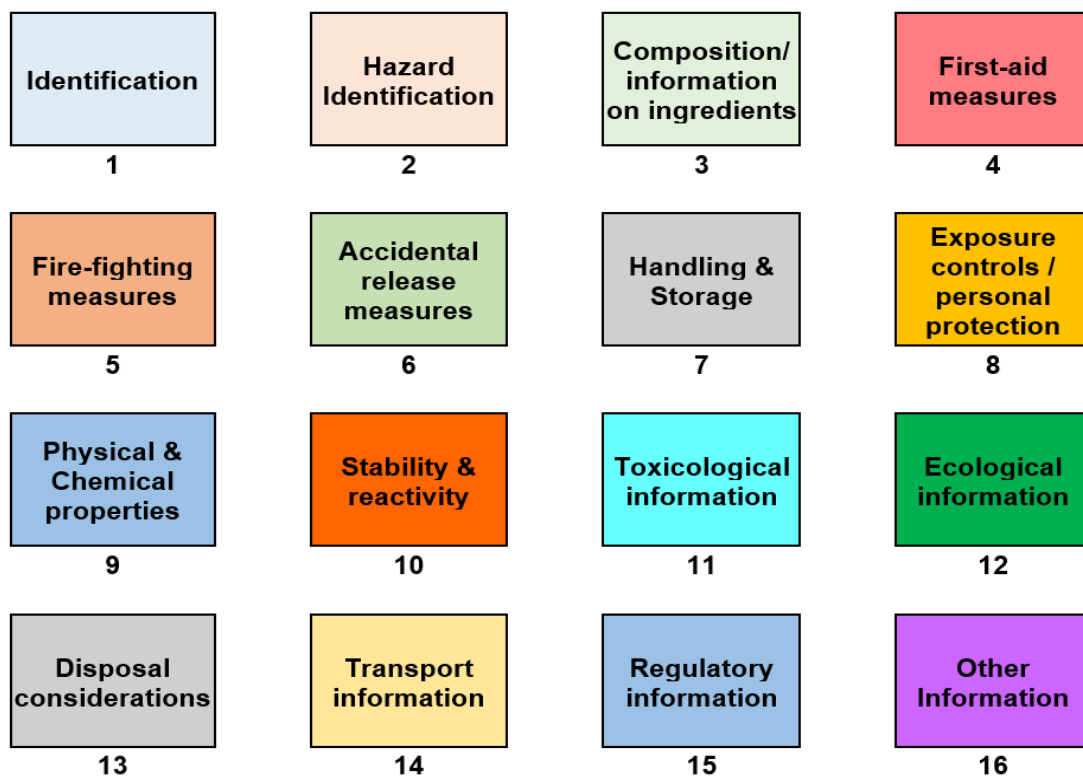 Identification
1
Hazard
Identification
2
Composition/
information
on ingredients
3
First-aid
measures
4
Fire-fighting
measures
5
Accidental
release
measures
6
Handling &
Storage
7
Exposure
controls /
personal
protection
8
Physical &
Chemical
properties
9
Stability &
reactivity
10
Toxicological
information
11
Ecological
information
12
Disposal
considerations
13
Transport
information
14
Regulatory
information
15
Other
Information
16